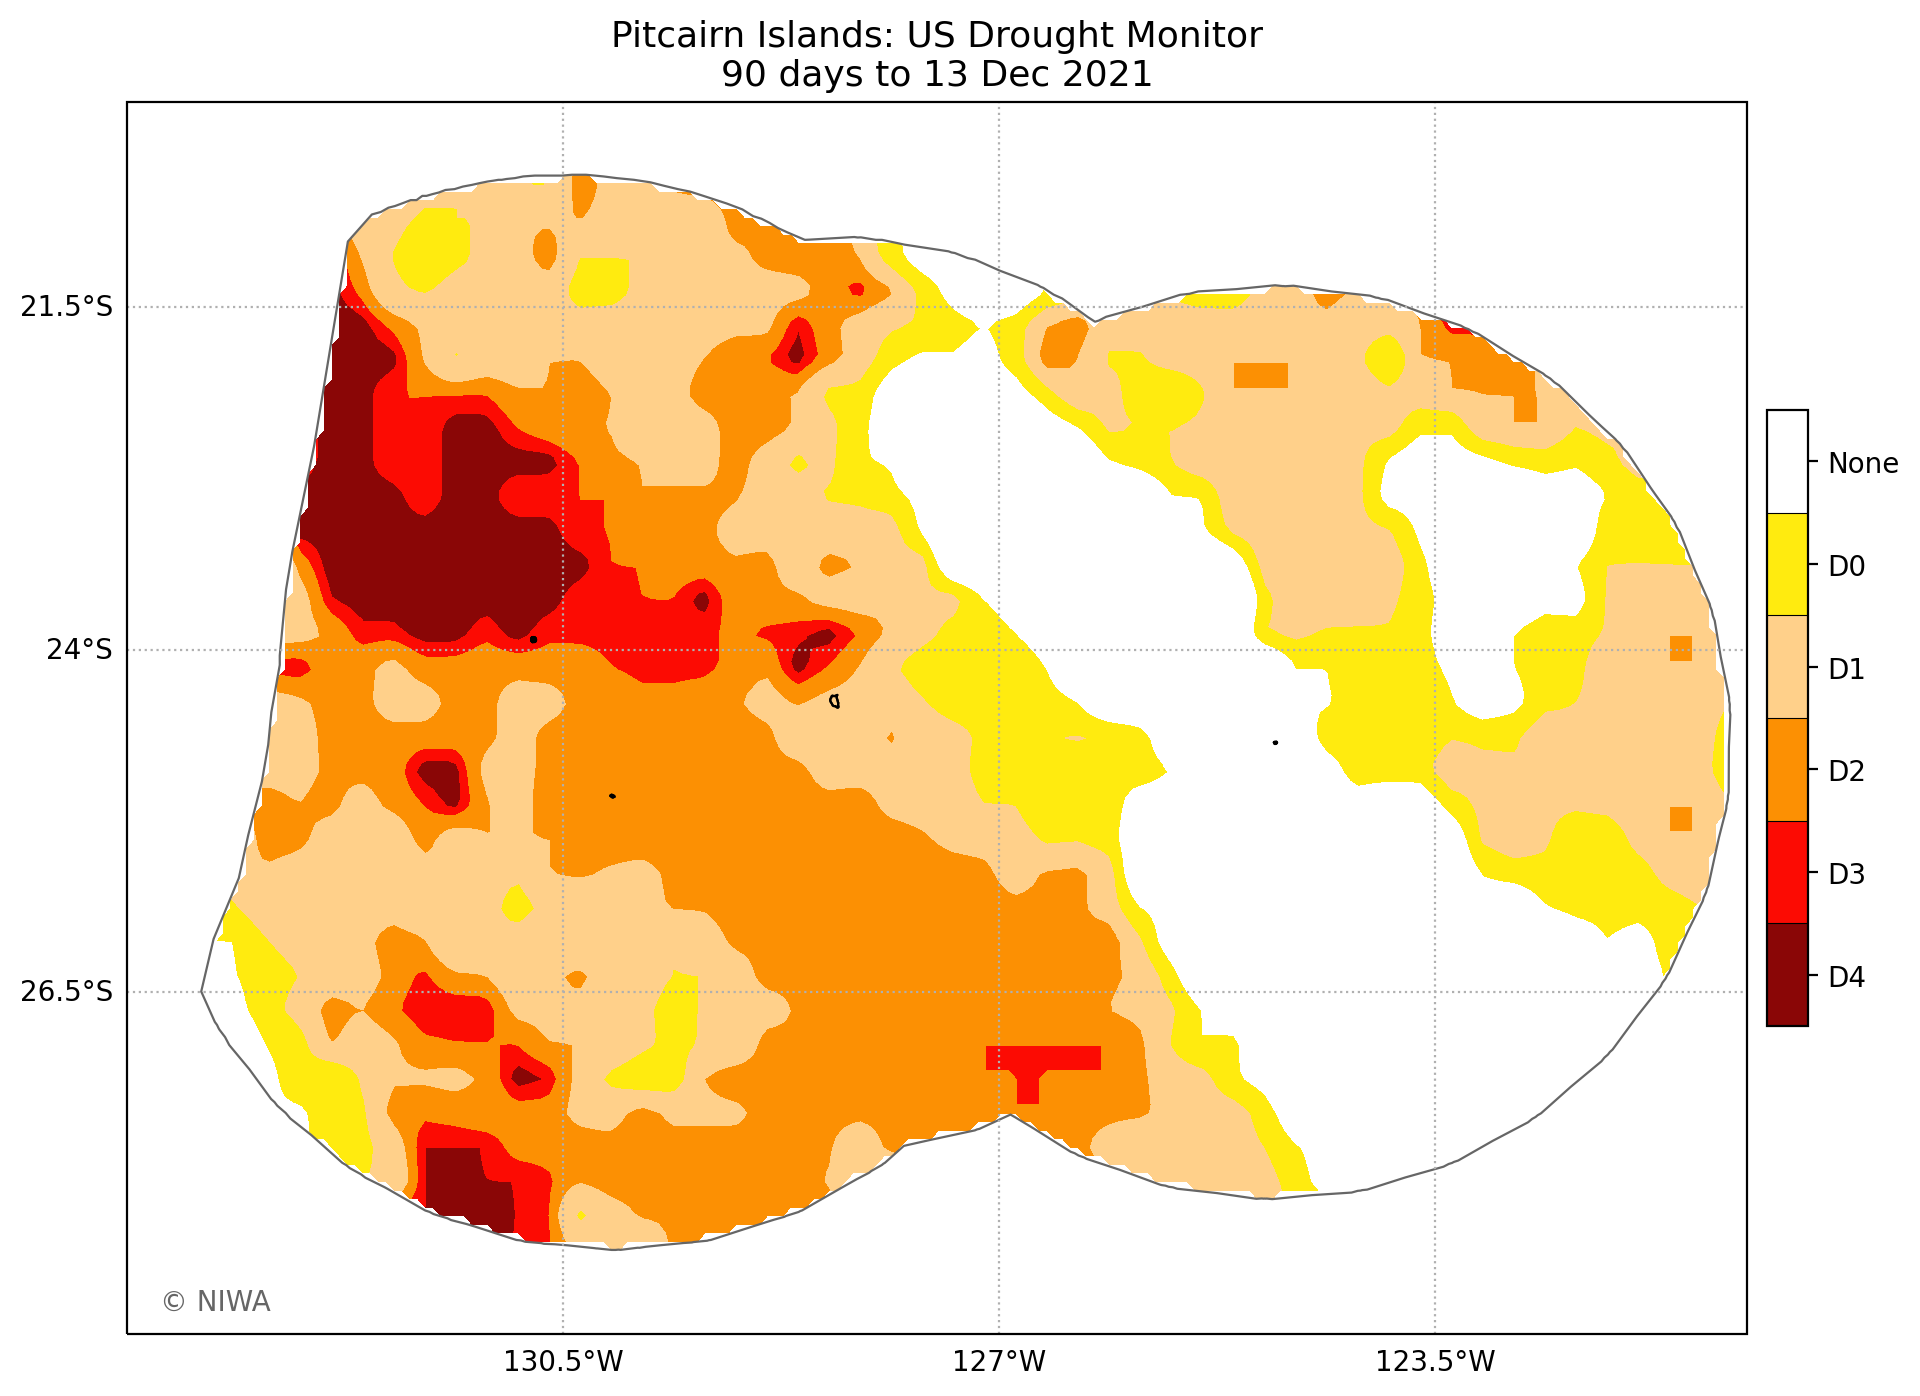 Pitcairn Islands: US Drought Monitor
90 days to 13 Dec 2021
21.5°S
24°S
26.5°S
130.5°W
127°W
123.5°W
None
D0
D1
D2
D3
D4
© NIWA